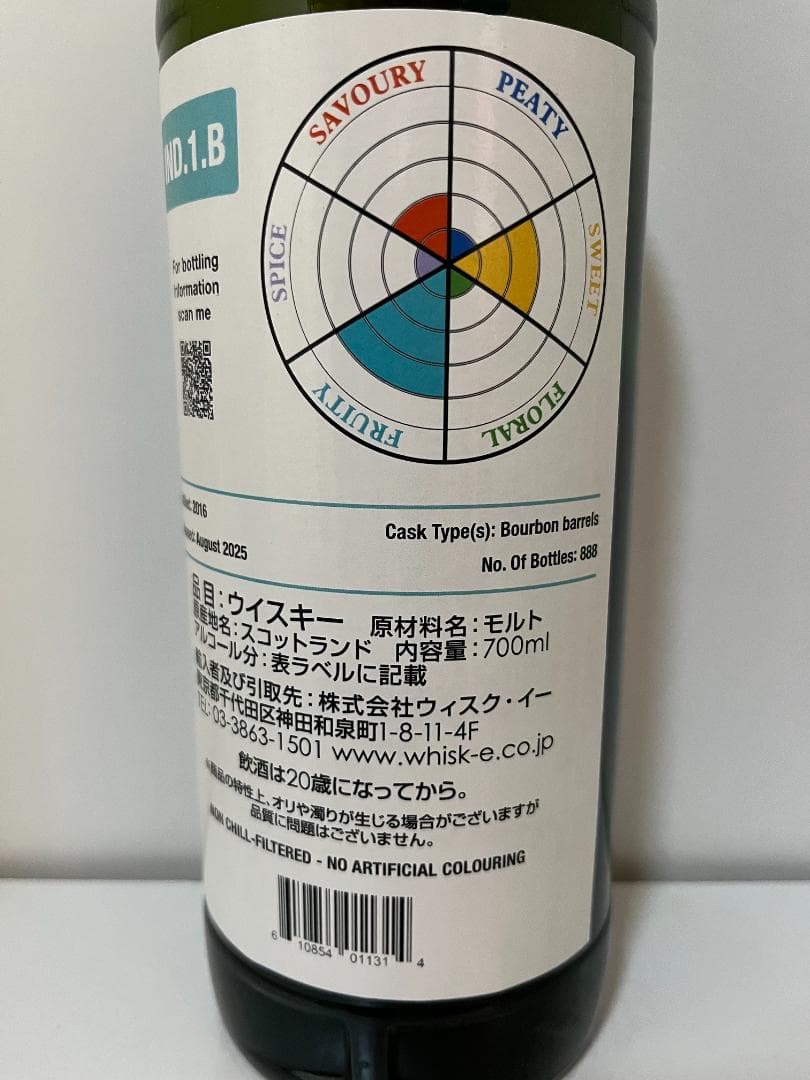 SAVOURY
PEATY
IND.1.B
SPICE
SWEET
For bottling
information
scan me
FRUITY
FLORAL
2016
August 2025
Cask Type(s): Bourbon barrels
No. Of Bottles: 888
品目:ウイスキー 原材料名:モルト
原産地名:スコットランド 内容量:700ml
アルコール分:表ラベルに記載
輸入者及び引取先:株式会社ウィスク・イー
東京都千代田区神田和泉町1-8-11-4F
TEL:03-3863-1501 www.whisk-e.co.jp
飲酒は20歳になってから。
※商品の特性上、オリや濁りが生じる場合がございますが
品質に問題はございません。
NON CHILL-FILTERED - NO ARTIFICIAL COLOURING
6 10854 01131 4